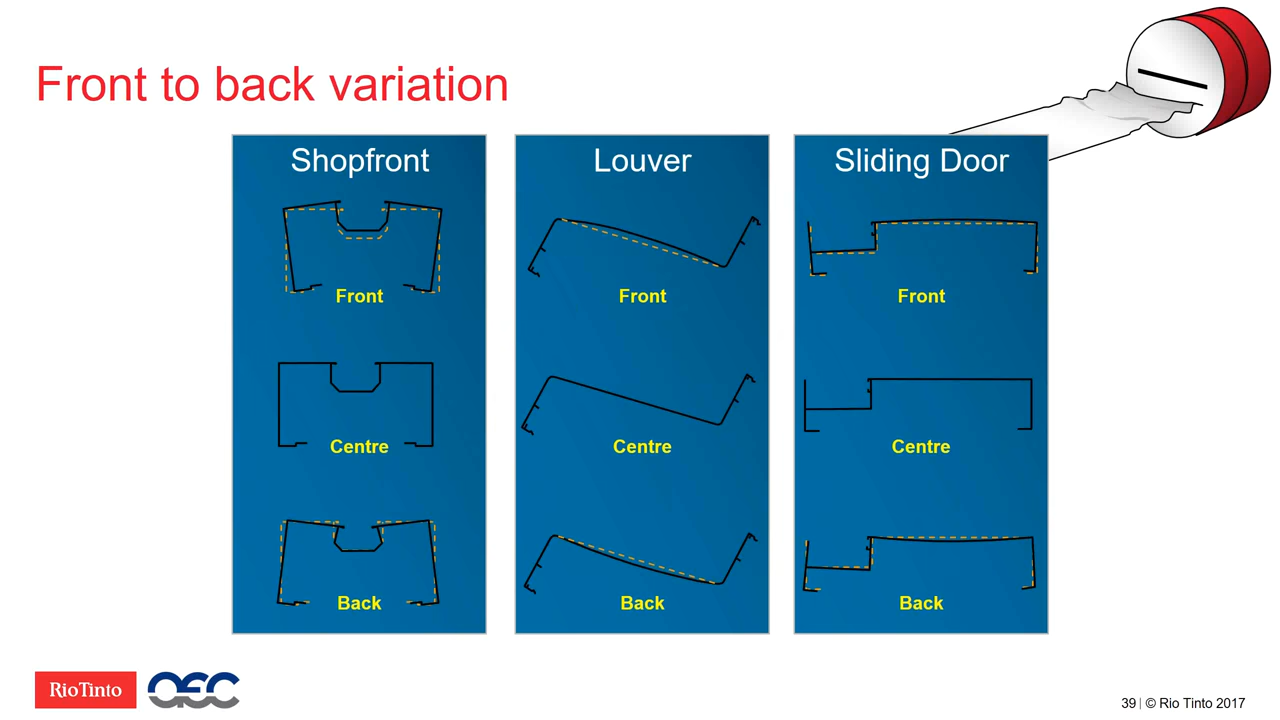 Front to back variation
Shopfront
Front
Centre
Back
Louver
Front
Centre
Back
Sliding Door
Front
Centre
Back
RioTinto
AEC
39 | © Rio Tinto 2017